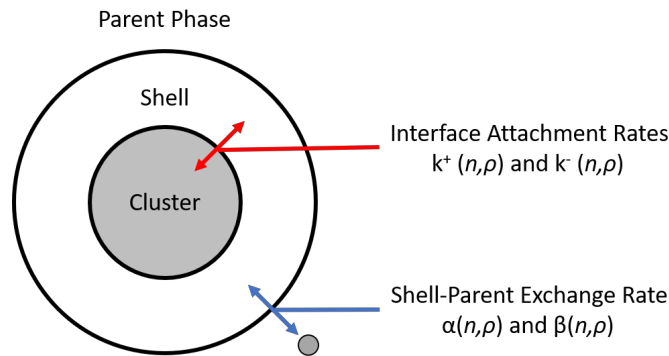 Parent Phase
Shell
Cluster
Interface Attachment Rates
k⁺ (n,ρ) and k⁻ (n,ρ)
Shell-Parent Exchange Rate
α(n,ρ) and β(n,ρ)